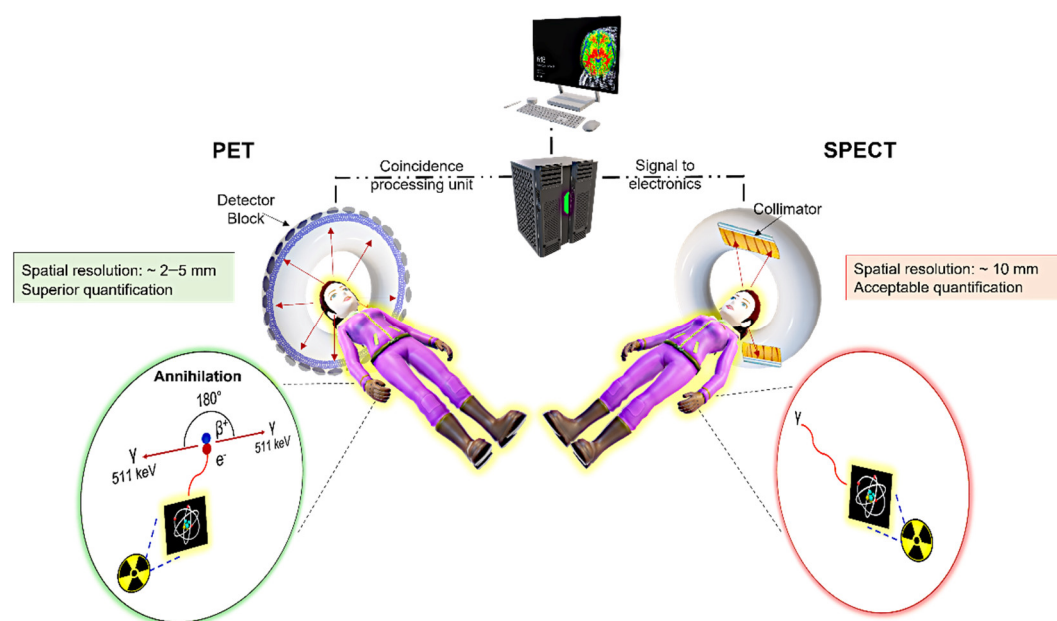 PET
SPECT
Coincidence
processing unit
Signal to
electronics
Detector
Block
Collimator
Spatial resolution: ~ 2–5 mm
Superior quantification
Spatial resolution: ~ 10 mm
Acceptable quantification
Annihilation
180°
β+
γ
511 keV
γ
511 keV
e-
γ